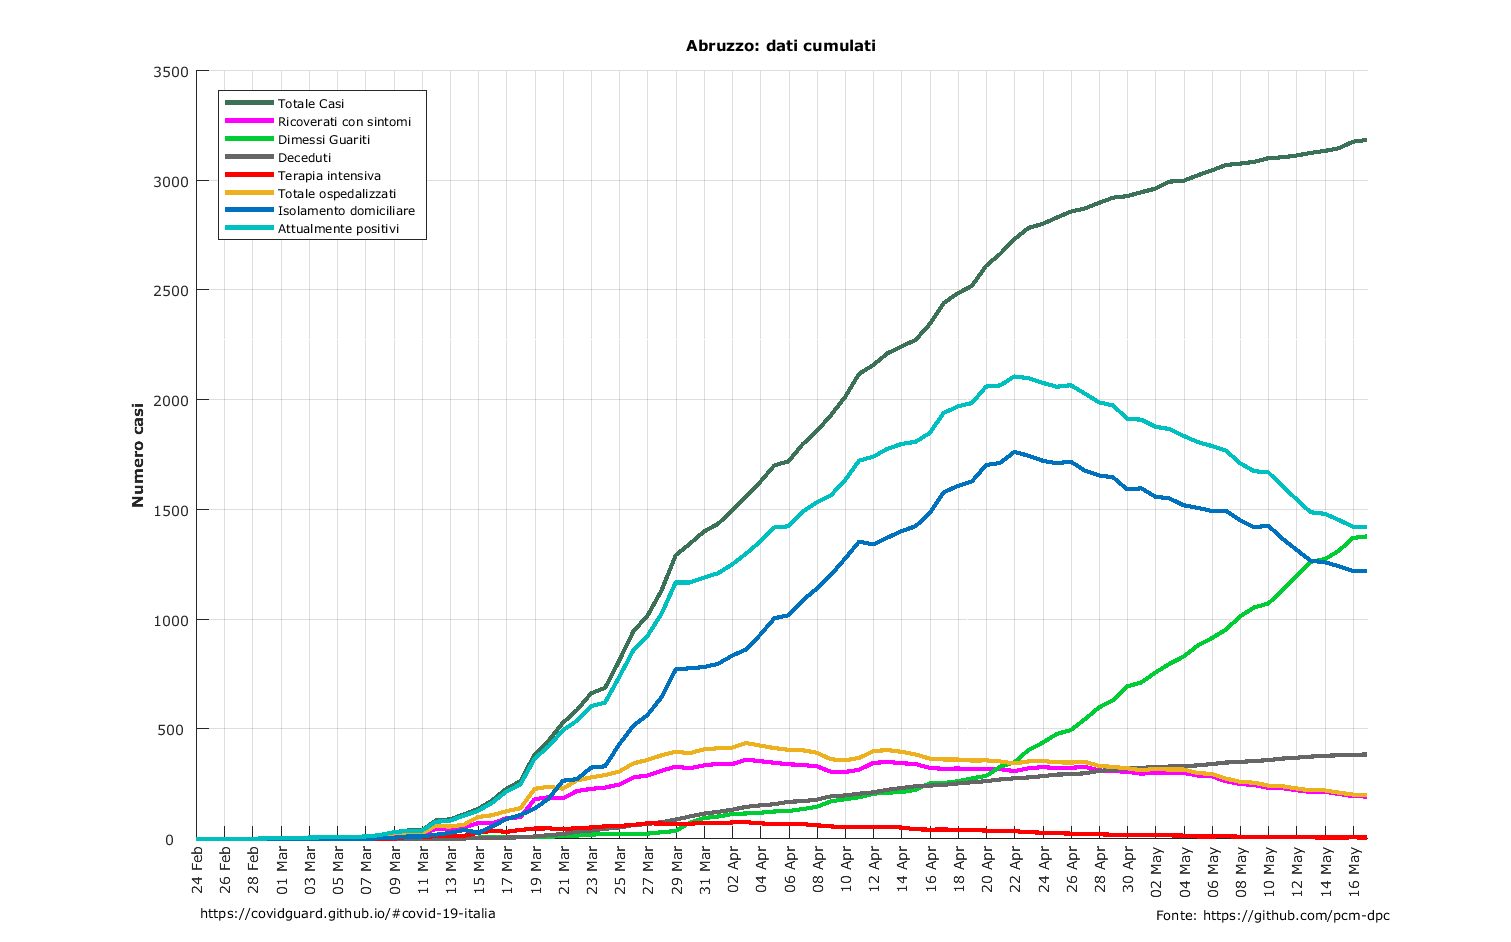 Abruzzo: dati cumulati
3500
3000
2500
2000
1500
1000
500
0
Numero casi
Totale Casi
Ricoverati con sintomi
Dimessi Guariti
Deceduti
Terapia intensiva
Totale ospedalizzati
Isolamento domiciliare
Attualmente positivi
24 Feb
26 Feb
28 Feb
01 Mar
03 Mar
05 Mar
07 Mar
09 Mar
11 Mar
13 Mar
15 Mar
17 Mar
19 Mar
21 Mar
23 Mar
25 Mar
27 Mar
29 Mar
31 Mar
02 Apr
04 Apr
06 Apr
08 Apr
10 Apr
12 Apr
14 Apr
16 Apr
18 Apr
20 Apr
22 Apr
24 Apr
26 Apr
28 Apr
30 Apr
02 May
04 May
06 May
08 May
10 May
12 May
14 May
16 May
https://covidguard.github.io/#covid-19-italia
Fonte: https://github.com/pcm-dpc